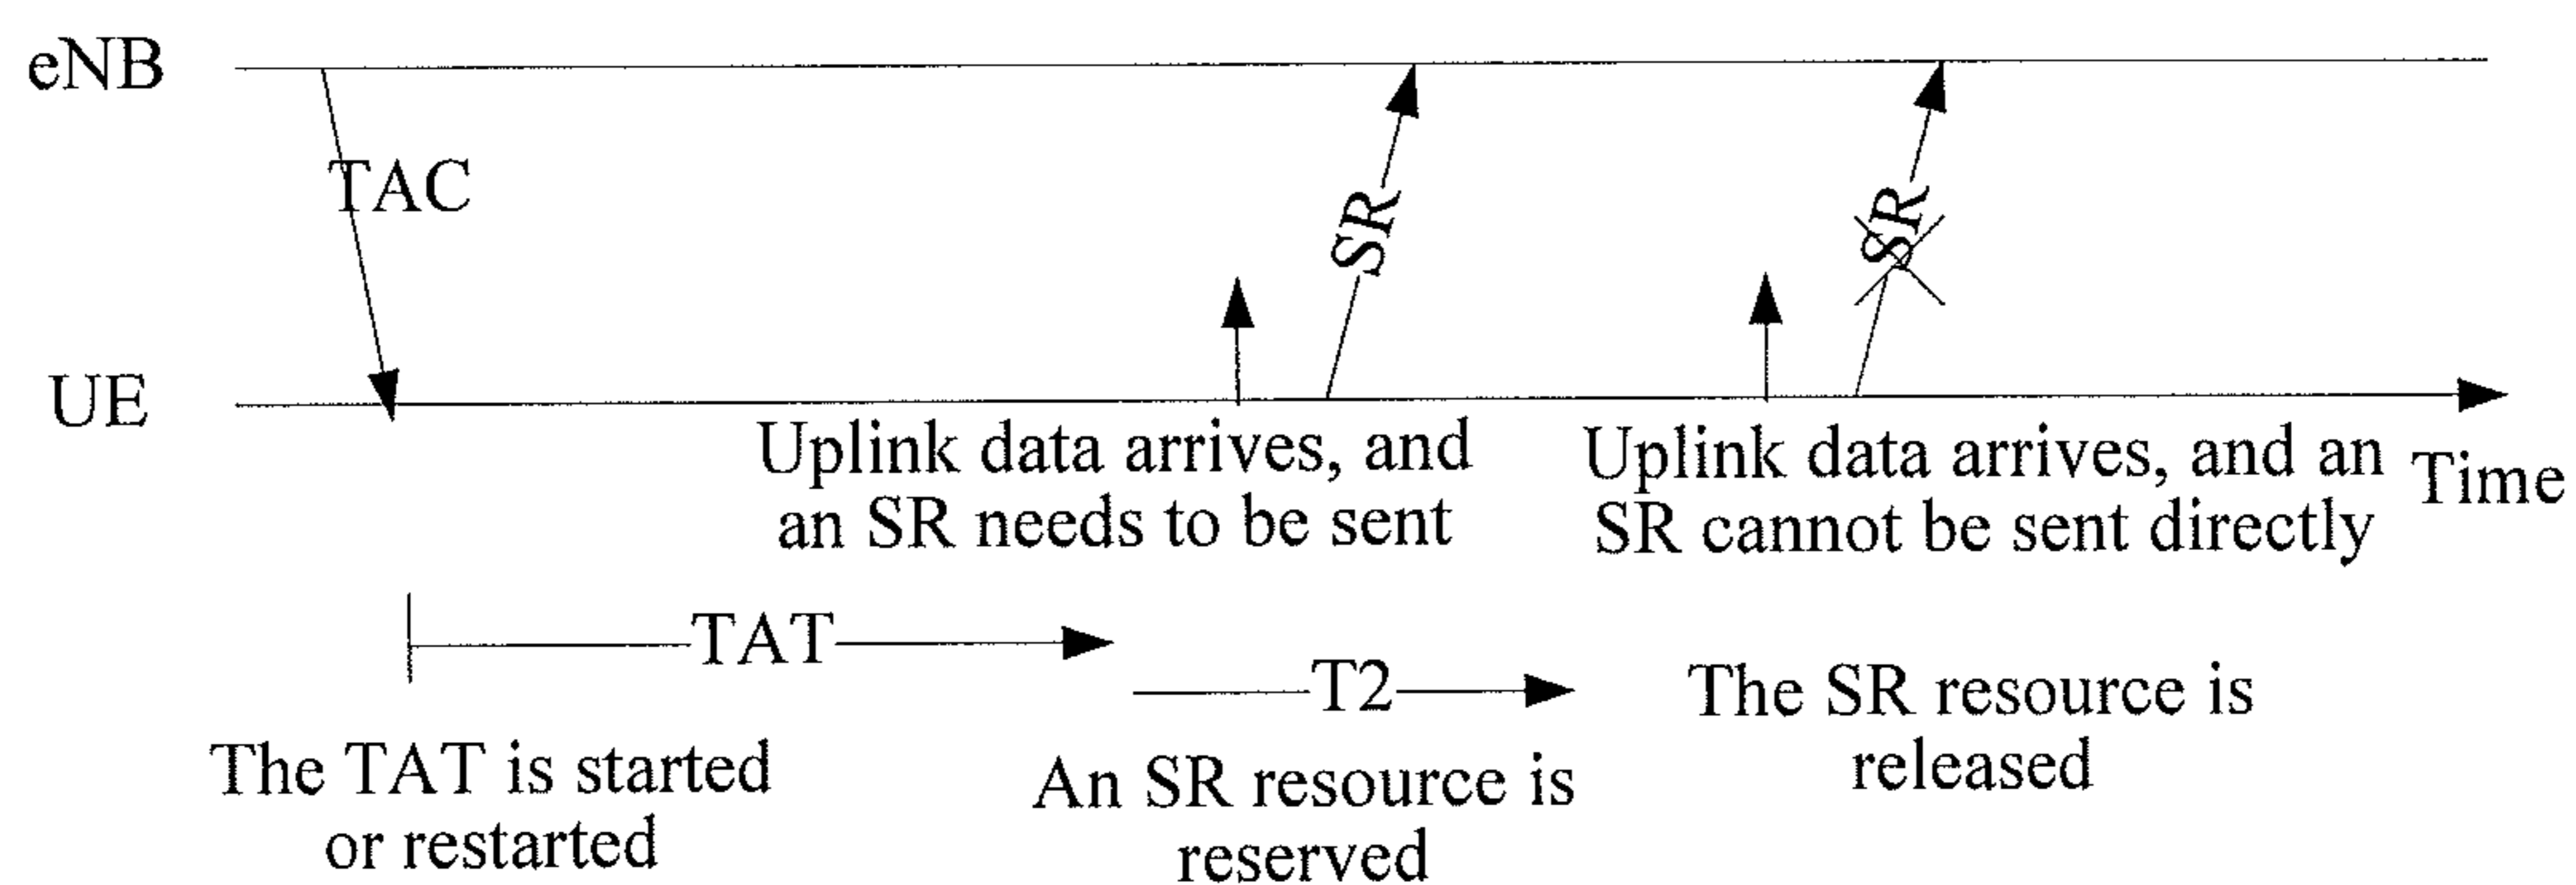 eNB
TAC
SR
SR
UE
Uplink data arrives, and
an SR needs to be sent
Uplink data arrives, and an
SR cannot be sent directly
Time
TAT
T2
The TAT is started
or restarted
An SR resource is
reserved
The SR resource is
released